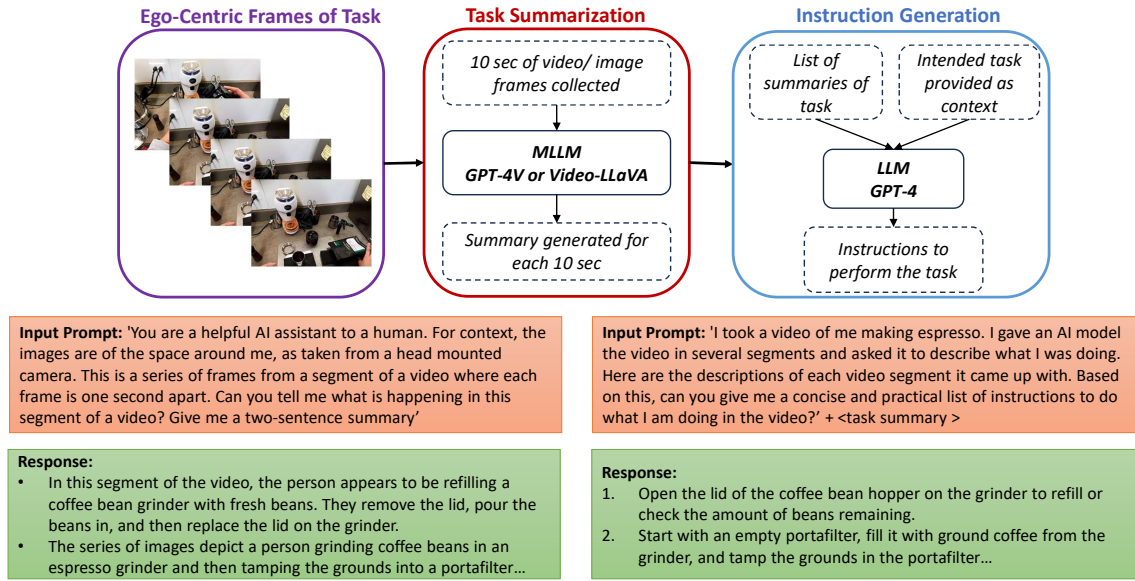 Ego-Centric Frames of Task
Task Summarization
Instruction Generation
10 sec of video/ image
frames collected
MLLM
GPT-4V or Video-LLaVA
Summary generated for
each 10 sec
List of
summaries of
task
Intended task
provided as
context
LLM
GPT-4
Instructions to
perform the task
Input Prompt: 'You are a helpful AI assistant to a human. For context, the
images are of the space around me, as taken from a head mounted
camera. This is a series of frames from a segment of a video where each
frame is one second apart. Can you tell me what is happening in this
segment of a video? Give me a two-sentence summary’
Response:
• In this segment of the video, the person appears to be refilling a
coffee bean grinder with fresh beans. They remove the lid, pour the
beans in, and then replace the lid on the grinder.
• The series of images depict a person grinding coffee beans in an
espresso grinder and then tamping the grounds into a portafilter…
Input Prompt: 'I took a video of me making espresso. I gave an AI model
the video in several segments and asked it to describe what I was doing.
Here are the descriptions of each video segment it came up with. Based
on this, can you give me a concise and practical list of instructions to do
what I am doing in the video?’ + <task summary >
Response:
1. Open the lid of the coffee bean hopper on the grinder to refill or
check the amount of beans remaining.
2. Start with an empty portafilter, fill it with ground coffee from the
grinder, and tamp the grounds in the portafilter…